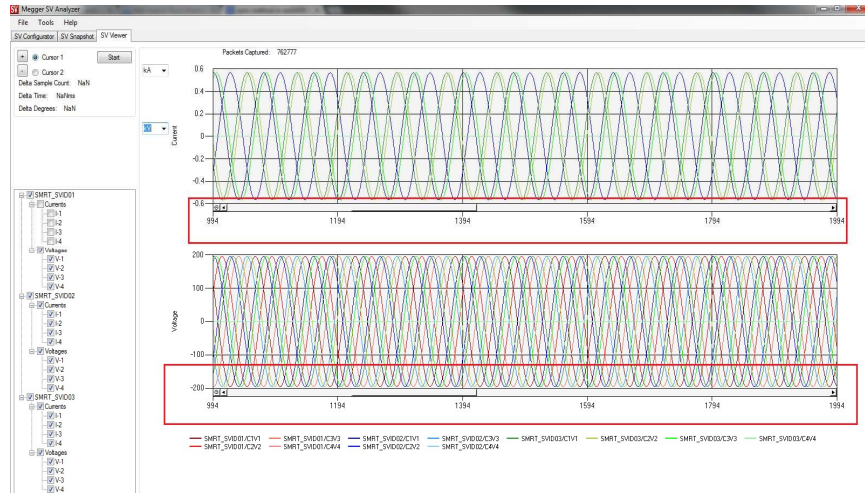 Megger SV Analyzer
File Tools Help
SV Configurator SV Snapshot SV Viewer
+ Cursor 1 Start
- Cursor 2
Delta Sample Count: NaN
Delta Time: NaNms
Delta Degrees: NaN
SMRT_SVID01
Currents
I-1
I-2
I-3
I-4
Voltages
V-1
V-2
V-3
V-4
SMRT_SVID02
Currents
I-1
I-2
I-3
I-4
Voltages
V-1
V-2
V-3
V-4
SMRT_SVID03
Currents
I-1
I-2
I-3
I-4
Voltages
V-1
V-2
V-3
V-4
Packets Captured: 762777
kA
kV
Current
0.6
0.4
0.2
0
-0.2
-0.4
-0.6
994 1194 1394 1594 1794 1994
Voltage
200
100
0
-100
-200
994 1194 1394 1594 1794 1994
SMRT_SVID01/C1V1 SMRT_SVID01/C3V3 SMRT_SVID02/C1V1 SMRT_SVID02/C3V3 SMRT_SVID03/C1V1 SMRT_SVID03/C2V2 SMRT_SVID03/C3V3 SMRT_SVID03/C4V4
SMRT_SVID01/C2V2 SMRT_SVID01/C4V4 SMRT_SVID02/C2V2 SMRT_SVID02/C4V4